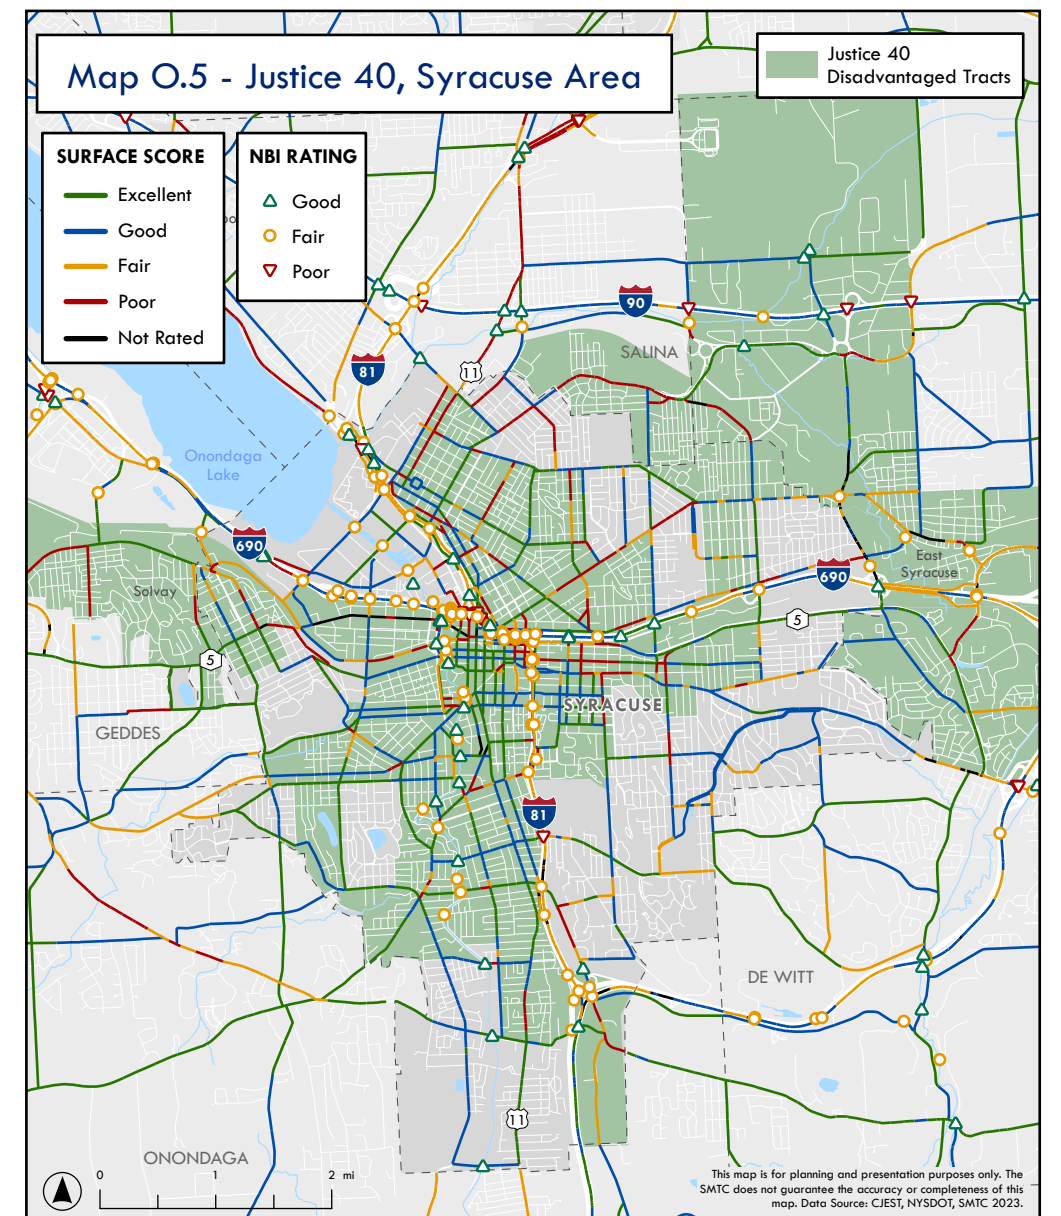 Map O.5 - Justice 40, Syracuse Area
Justice 40
Disadvantaged Tracts
SURFACE SCORE
Excellent
Good
Fair
Poor
Not Rated
NBI RATING
Good
Fair
Poor
90
SALINA
81
11
Onondaga
Lake
690
East
Syracuse
690
Solvay
5
5
SYRACUSE
GEDDES
81
DE WITT
11
ONONDAGA
0 1 2 mi
This map is for planning and presentation purposes only. The
SMTC does not guarantee the accuracy or completeness of this
map. Data Source: CJEST, NYSDOT, SMTC 2023.